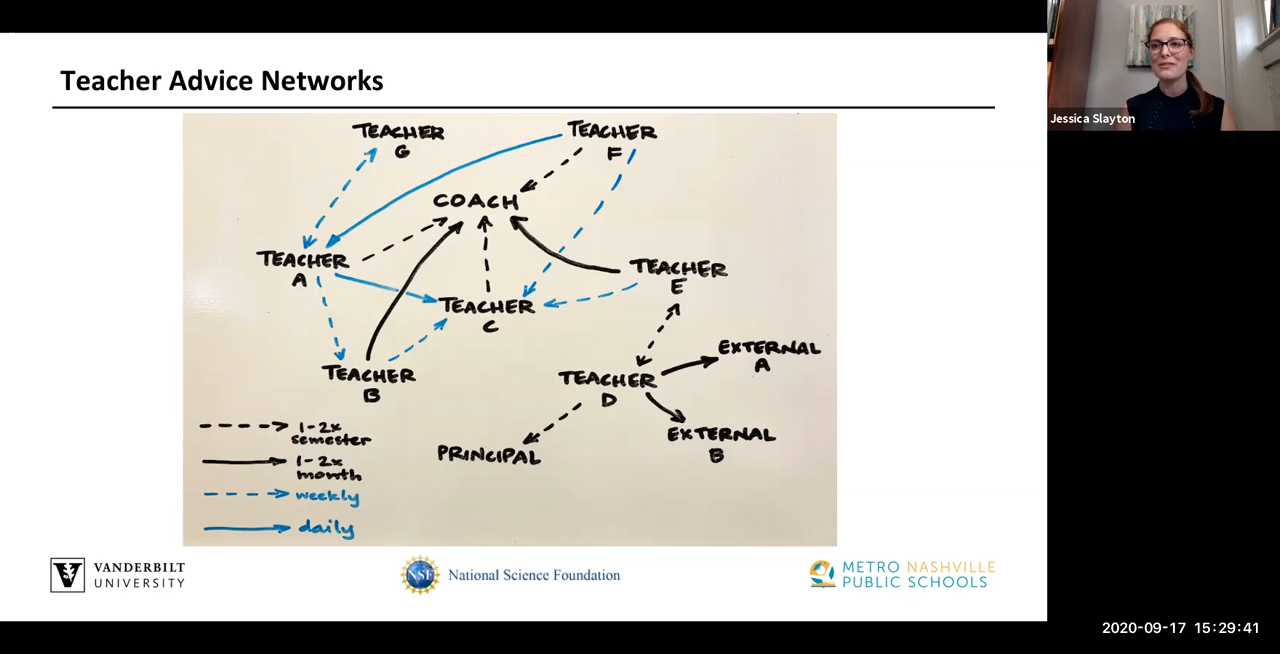 Teacher Advice Networks
Jessica Slayton
TEACHER
G
TEACHER
F
COACH
TEACHER
A
TEACHER
E
TEACHER
C
EXTERNAL
A
TEACHER
B
TEACHER
D
EXTERNAL
B
PRINCIPAL
1-2x
semester
1-2x
month
weekly
daily
V
VANDERBILT
UNIVERSITY
NSF
National Science Foundation
METRO NASHVILLE
PUBLIC SCHOOLS
2020-09-17 15:29:41